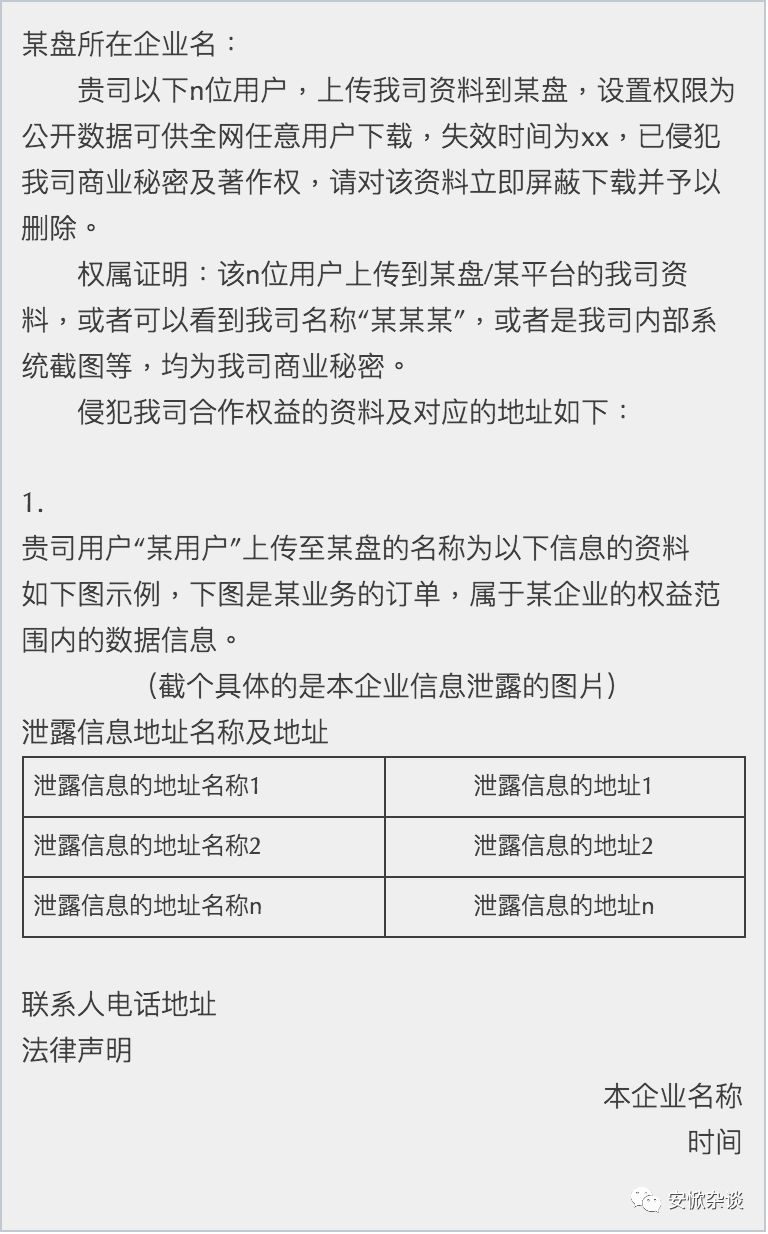 某盘所在企业名：
贵司以下n位用户，上传我司资料到某盘，设置权限为
公开数据可供全网任意用户下载，失效时间为xx，已侵犯
我司商业秘密及著作权，请对该资料立即屏蔽下载并予以
删除。
权属证明：该n位用户上传到某盘/某平台的我司资
料，或者可以看到我司名称“某某某”，或者是我司内部系
统截图等，均为我司商业秘密。
侵犯我司合作权益的资料及对应的地址如下：
1.
贵司用户“某用户”上传至某盘的名称为以下信息的资料
如下图示例，下图是某业务的订单，属于某企业的权益范
围内的数据信息。
（截个具体的是本企业信息泄露的图片）
泄露信息地址名称及地址
泄露信息的地址名称1 泄露信息的地址1
泄露信息的地址名称2 泄露信息的地址2
泄露信息的地址名称n 泄露信息的地址n
联系人电话地址
法律声明
本企业名称
时间
安惞杂谈